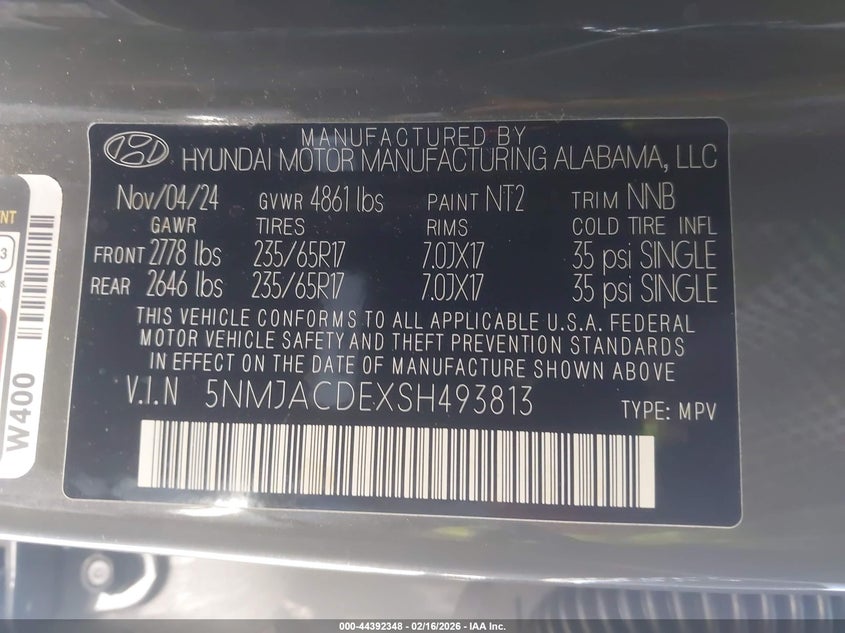 MANUFACTURED BY
HYUNDAI MOTOR MANUFACTURING ALABAMA, LLC
Nov/04/24 GVWR 4861 lbs PAINT NT2 TRIM NNB
GAWR TIRES RIMS COLD TIRE INFL
FRONT 2778 lbs 235/65R17 7.0JX17 35 psi SINGLE
REAR 2646 lbs 235/65R17 7.0JX17 35 psi SINGLE
THIS VEHICLE CONFORMS TO ALL APPLICABLE U.S.A. FEDERAL
MOTOR VEHICLE SAFETY AND THEFT PREVENTION STANDARDS
IN EFFECT ON THE DATE OF MANUFACTURE SHOWN ABOVE
V.I.N 5NMJACDEXSH493813 TYPE: MPV
W400
000-44392348 - 02/16/2026 - IAA Inc.